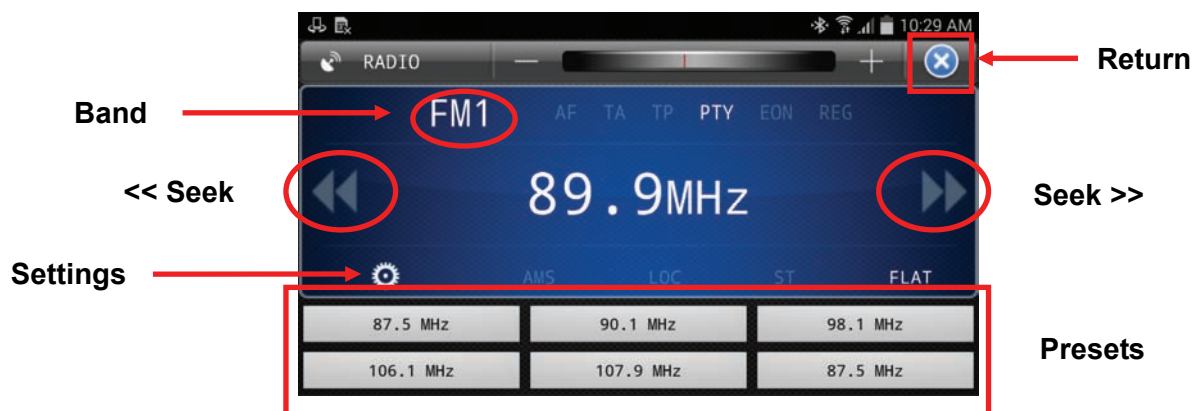 10:29 AM
RADIO
Return
Band
FM1 AF TA TP PTY EON REG
<< Seek
89.9MHz
Seek >>
Settings
AMS LOC ST FLAT
87.5 MHz 90.1 MHz 98.1 MHz
Presets
106.1 MHz 107.9 MHz 87.5 MHz